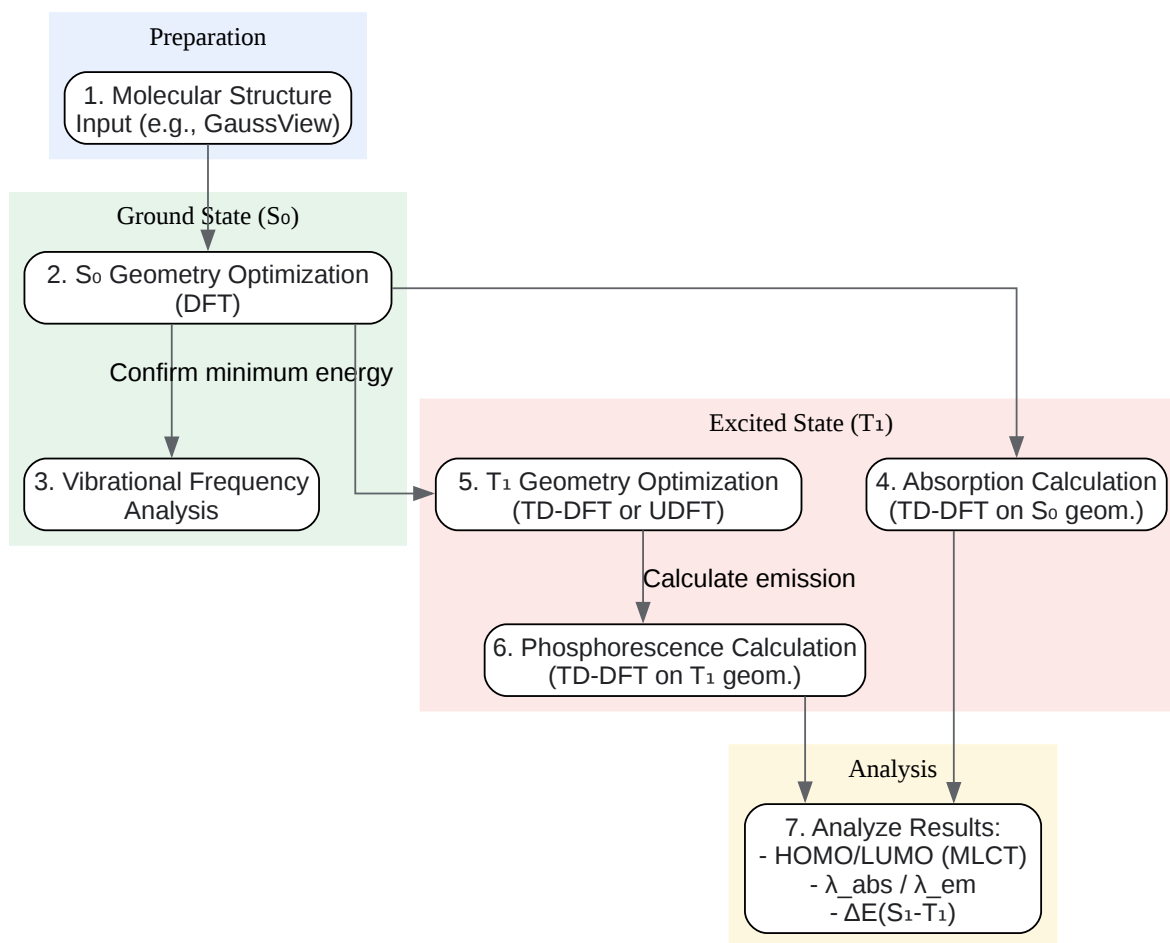 Preparation
1. Molecular Structure
Input (e.g., GaussView)
Ground State (S₀)
2. S₀ Geometry Optimization
(DFT)
Confirm minimum energy
3. Vibrational Frequency
Analysis
Excited State (T₁)
5. T₁ Geometry Optimization
(TD-DFT or UDFT)
4. Absorption Calculation
(TD-DFT on S₀ geom.)
Calculate emission
6. Phosphorescence Calculation
(TD-DFT on T₁ geom.)
Analysis
7. Analyze Results:
- HOMO/LUMO (MLCT)
- λ_abs / λ_em
- ΔE(S₁-T₁)